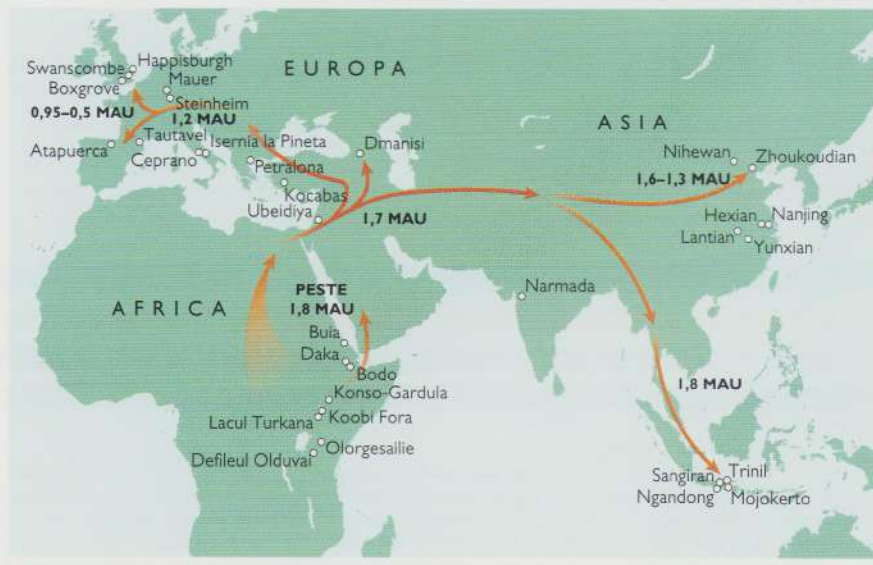 EUROPA
ASIA
AFRICA
Happisburgh
Swanscombe
Mauer
Boxgrove
Steinheim
0,95–0,5 MAU
1,2 MAU
Atapuerca
Tautavel
Isernia la Pineta
Ceprano
Petralona
Dmanisi
Kocabaș
Ubeidiya
1,7 MAU
Nihewan
Zhoukoudian
1,6–1,3 MAU
Hexian
Nanjing
Lantian
Yunxian
Narmada
PESTE
1,8 MAU
Buia
Daka
Bodo
Konso-Gardula
Lacul Turkana
Koobi Fora
Olorgesailie
Defileul Olduvai
1,8 MAU
Sangiran
Trinil
Ngandong
Mojokerto